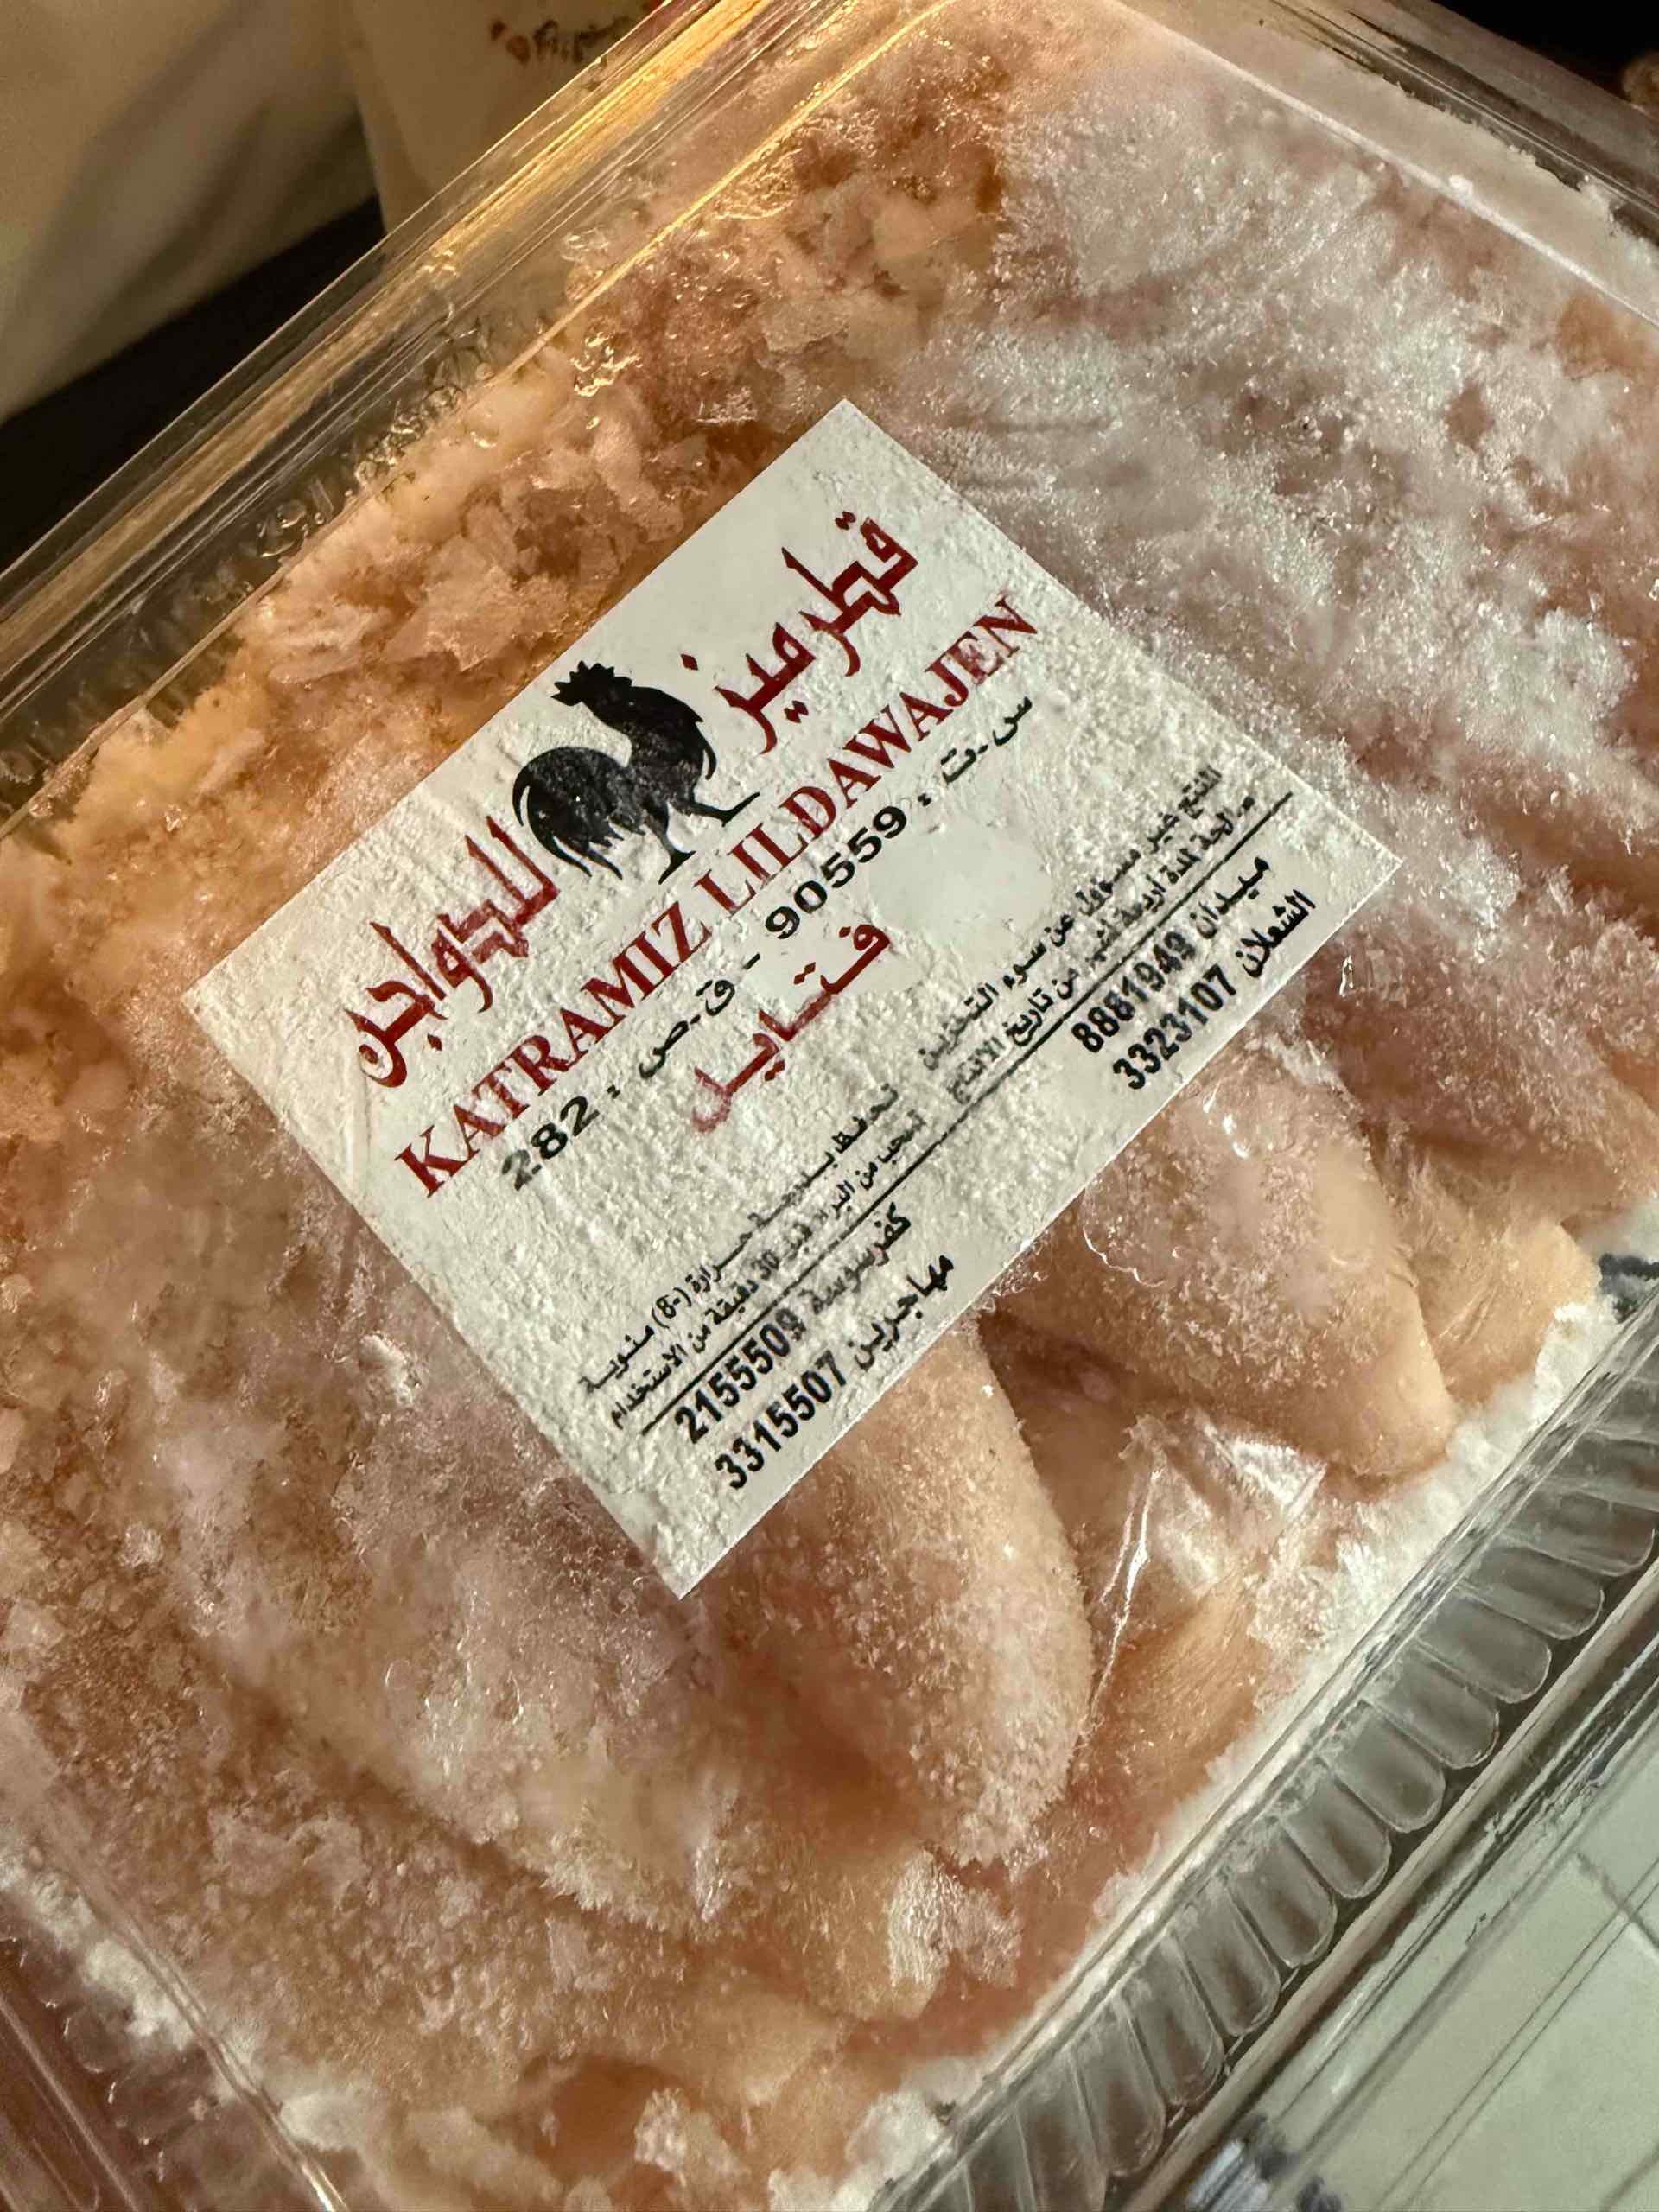 قطرميز للدواجن
KATRAMIZ LILDAWAJEN
س.ت : 90559 - ق.ص : 282
فتايل
المنتج غير مسؤول عن سوء التخزين
صالحة لمدة أربعة أشهر من تاريخ الانتاج
تحفظ بدرجة حرارة (8-) مئوية
تسحب من البراد قبل 30 دقيقة من الاستخدام
ميدان 8881949
الشعلان 3323107
كفرسوسة 2155509
مهاجرين 3315507